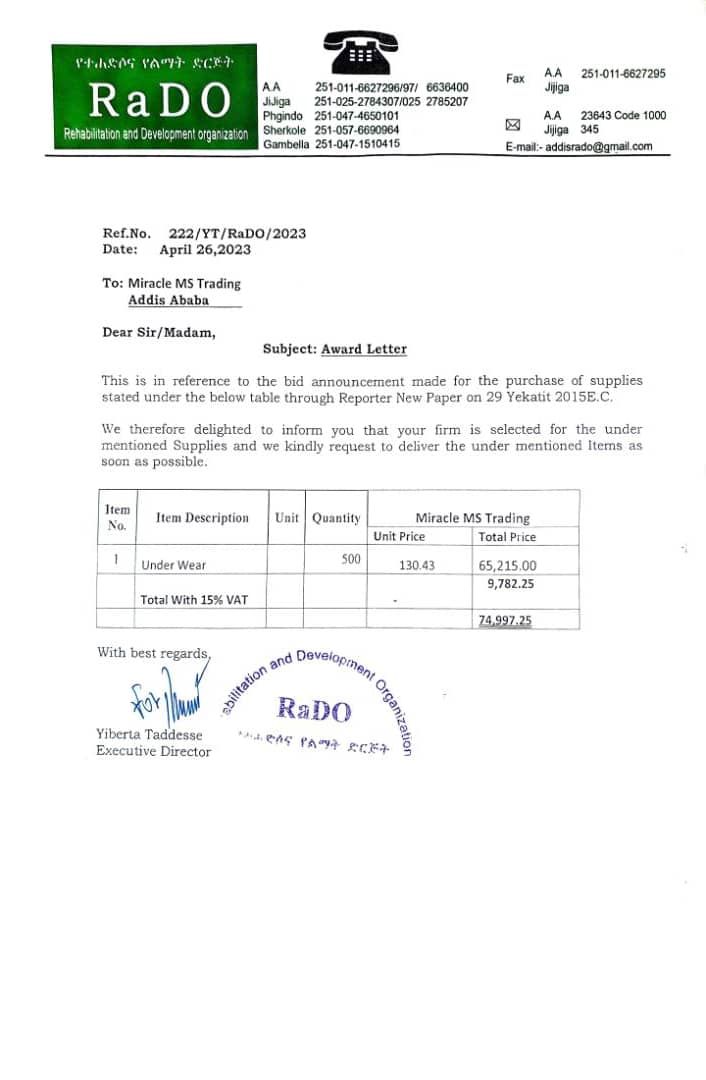 የተሐድሶና የልማት ድርጅት
RaDO
Rehabilitation and Development organization
A.A 251-011-6627296/97/ 6636400
JiJiga 251-025-2784307/025 2785207
Phgindo 251-047-4650101
Sherkole 251-057-6690964
Gambella 251-047-1510415
Fax A.A 251-011-6627295
Jijiga
A.A 23643 Code 1000
Jijiga 345
E-mail:- addisrado@gmail.com
Ref.No. 222/YT/RaDO/2023
Date: April 26,2023
To: Miracle MS Trading
Addis Ababa
Dear Sir/Madam,
Subject: Award Letter
This is in reference to the bid announcement made for the purchase of supplies
stated under the below table through Reporter New Paper on 29 Yekatit 2015E.C.
We therefore delighted to inform you that your firm is selected for the under
mentioned Supplies and we kindly request to deliver the under mentioned Items as
soon as possible.
Item No. Item Description Unit Quantity Miracle MS Trading
Unit Price Total Price
1 Under Wear 500 130.43 65,215.00
9,782.25
Total With 15% VAT -
74,997.25
With best regards,
Yiberta Taddesse
Executive Director
abilitation and Development Organization
RaDO
የልማት ድርጅት